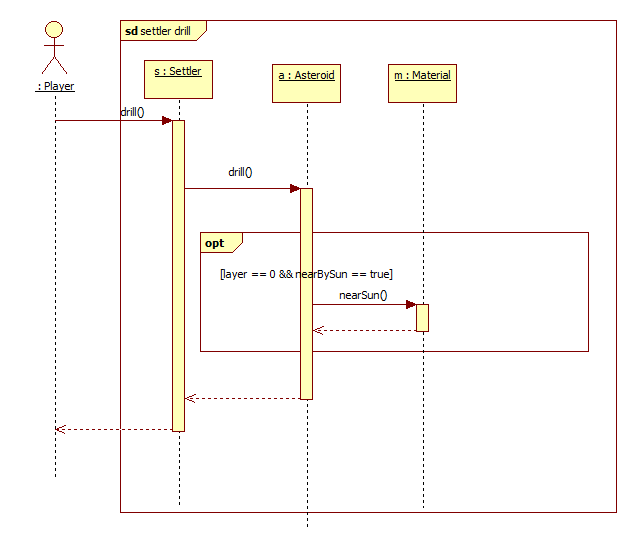 sd settler drill
: Player
s : Settler
a : Asteroid
m : Material
drill()
drill()
opt
[layer == 0 && nearBySun == true]
nearSun()